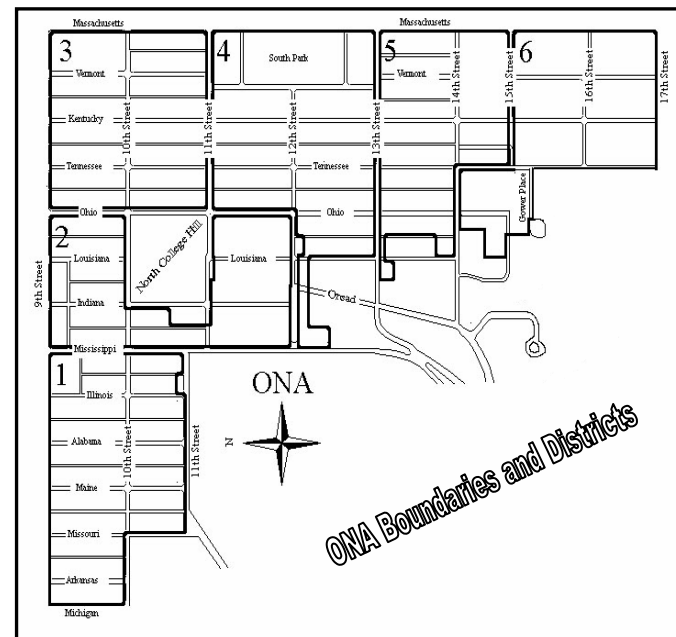 Massachusetts
Massachusetts
3
4
5
6
South Park
Vermont
Vermont
10th Street
11th Street
12th Street
13th Street
14th Street
15th Street
16th Street
17th Street
Kentucky
Tennessee
Tennessee
Ohio
Ohio
Gower Place
2
9th Street
Louisiana
North College Hill
Louisiana
Indiana
Oread
Mississippi
1
Illinois
ONA
N
Alabama
10th Street
11th Street
Maine
Missouri
Arkansas
Michigan
ONA Boundaries and Districts